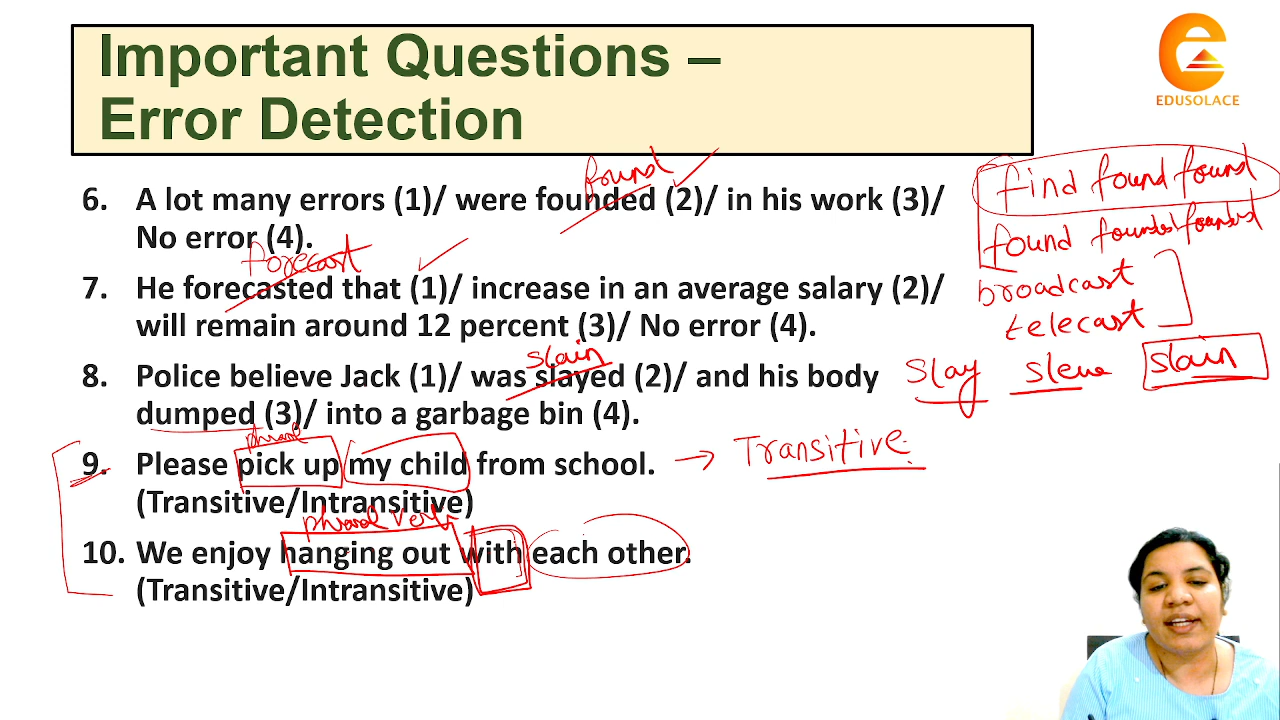 Important Questions –
Error Detection
EDUSOLACE
found
6. A lot many errors (1)/ were founded (2)/ in his work (3)/
No error (4).
forecast
7. He forecasted that (1)/ increase in an average salary (2)/
will remain around 12 percent (3)/ No error (4).
slain
8. Police believe Jack (1)/ was slayed (2)/ and his body
dumped (3)/ into a garbage bin (4).
find found found
found founded founded
broadcast
telecast
Slay slew slain
phrasal
9. Please pick up my child from school. → Transitive
(Transitive/Intransitive)
phrasal verb
10. We enjoy hanging out with each other.
(Transitive/Intransitive)